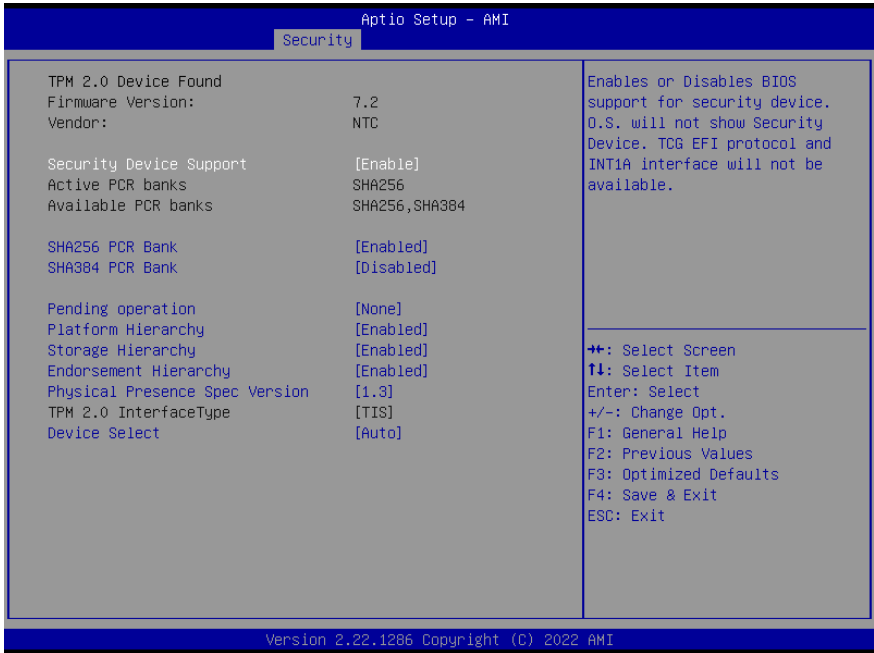 Aptio Setup – AMI
Security
TPM 2.0 Device Found
Firmware Version: 7.2
Vendor: NTC
Security Device Support [Enable]
Active PCR banks SHA256
Available PCR banks SHA256,SHA384
SHA256 PCR Bank [Enabled]
SHA384 PCR Bank [Disabled]
Pending operation [None]
Platform Hierarchy [Enabled]
Storage Hierarchy [Enabled]
Endorsement Hierarchy [Enabled]
Physical Presence Spec Version [1.3]
TPM 2.0 InterfaceType [TIS]
Device Select [Auto]
Enables or Disables BIOS
support for security device.
O.S. will not show Security
Device. TCG EFI protocol and
INT1A interface will not be
available.
→←: Select Screen
↑↓: Select Item
Enter: Select
+/-: Change Opt.
F1: General Help
F2: Previous Values
F3: Optimized Defaults
F4: Save & Exit
ESC: Exit
Version 2.22.1286 Copyright (C) 2022 AMI